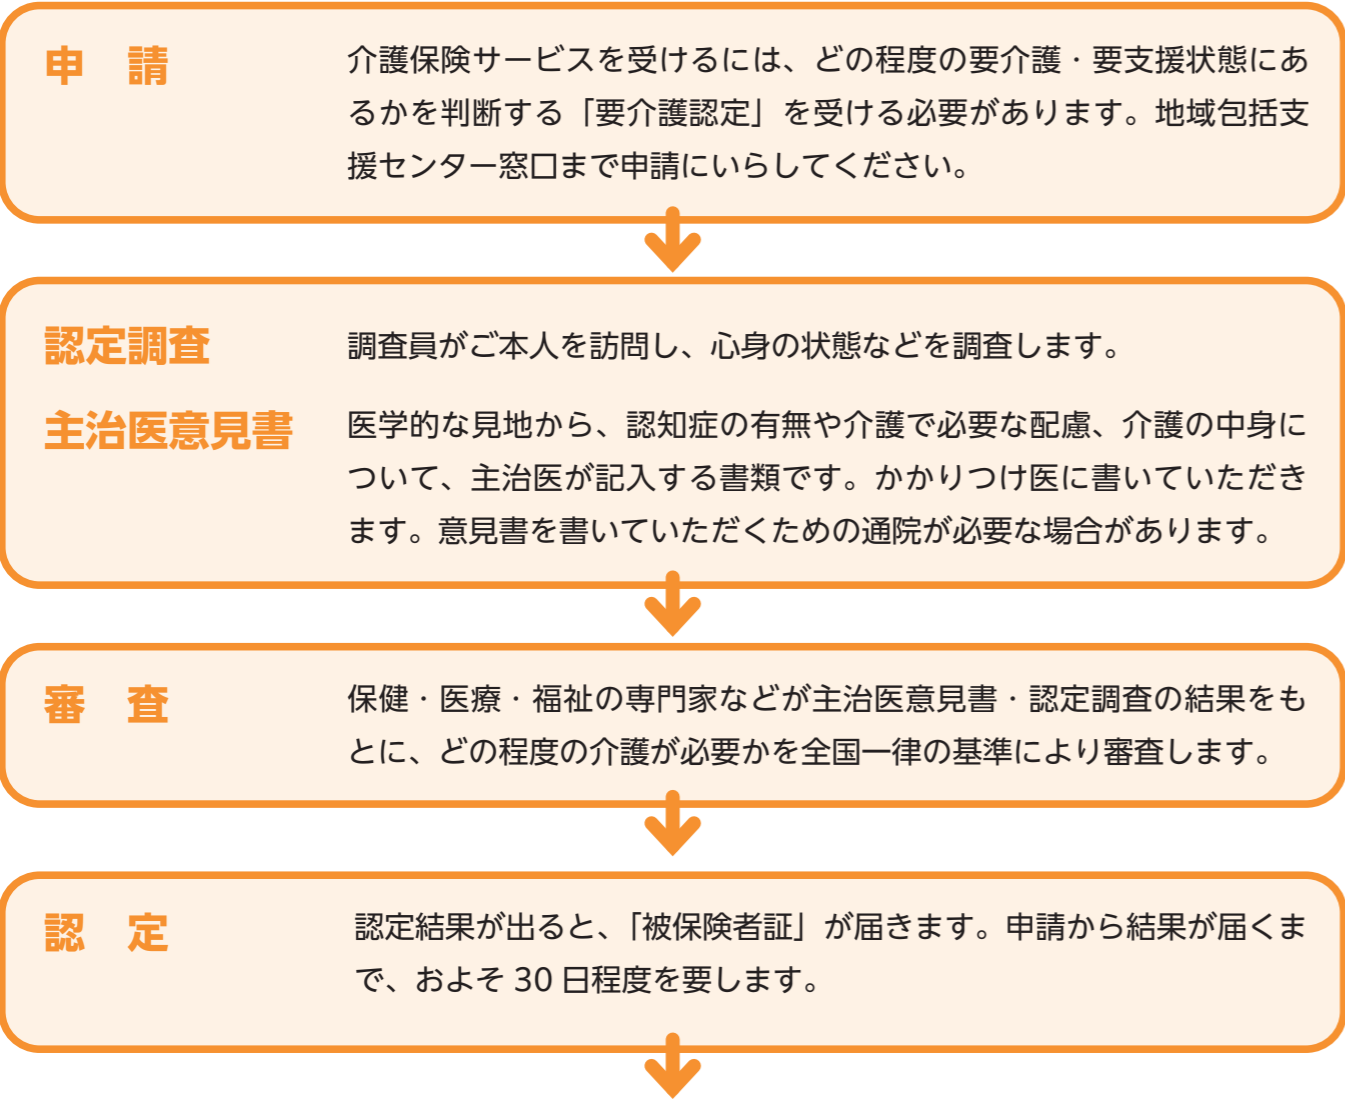 申　請
介護保険サービスを受けるには、どの程度の要介護・要支援状態にあ
るかを判断する「要介護認定」を受ける必要があります。地域包括支
援センター窓口まで申請にいらしてください。
認定調査
調査員がご本人を訪問し、心身の状態などを調査します。
主治医意見書
医学的な見地から、認知症の有無や介護で必要な配慮、介護の中身に
ついて、主治医が記入する書類です。かかりつけ医に書いていただき
ます。意見書を書いていただくための通院が必要な場合があります。
審　査
保健・医療・福祉の専門家などが主治医意見書・認定調査の結果をも
とに、どの程度の介護が必要かを全国一律の基準により審査します。
認　定
認定結果が出ると、「被保険者証」が届きます。申請から結果が届くま
で、およそ 30 日程度を要します。